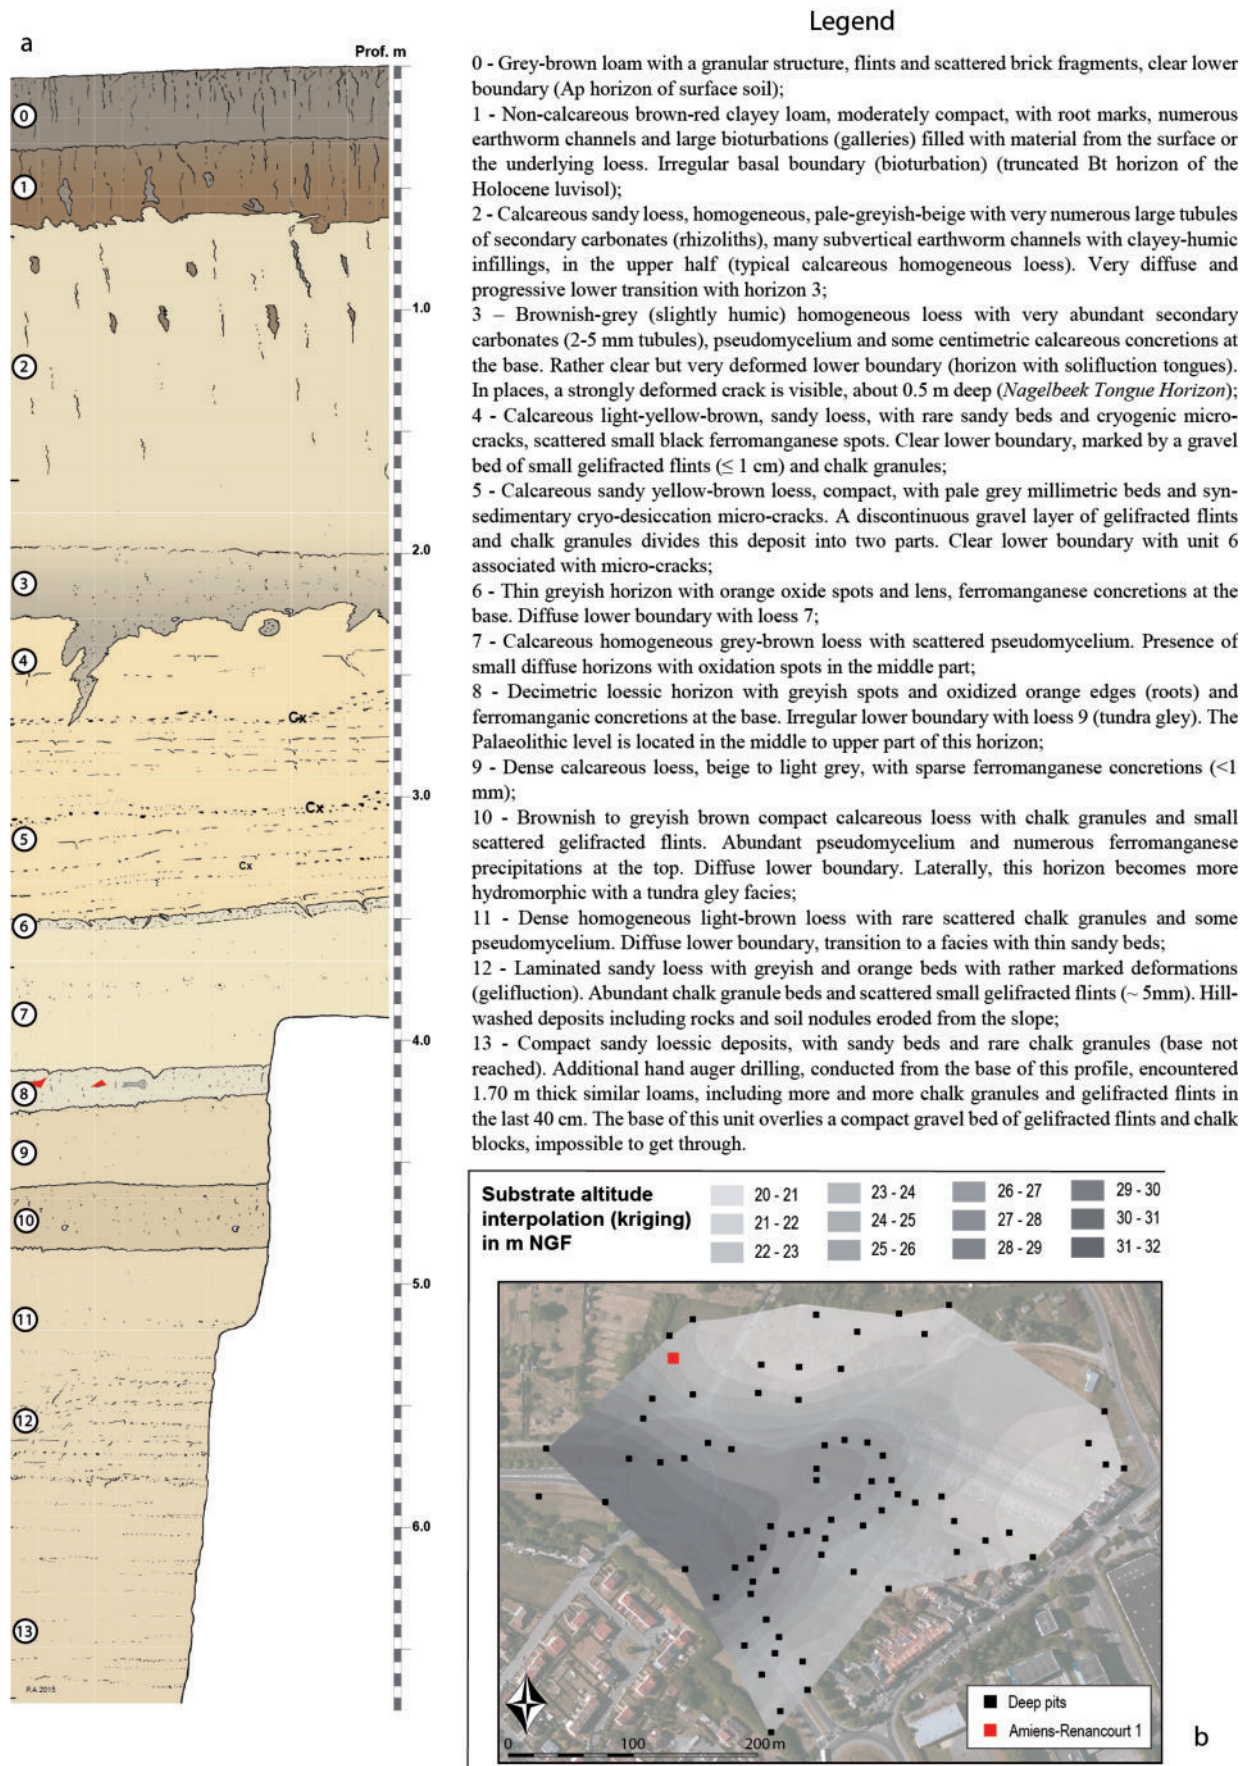 a
Prof. m
0
1
2
3
4
5
6
7
8
9
10
11
12
13
Cx
Cx
Cx
1.0
2.0
3.0
4.0
5.0
6.0
P.A 2015
Legend
0 - Grey-brown loam with a granular structure, flints and scattered brick fragments, clear lower
boundary (Ap horizon of surface soil);
1 - Non-calcareous brown-red clayey loam, moderately compact, with root marks, numerous
earthworm channels and large bioturbations (galleries) filled with material from the surface or
the underlying loess. Irregular basal boundary (bioturbation) (truncated Bt horizon of the
Holocene luvisol);
2 - Calcareous sandy loess, homogeneous, pale-greyish-beige with very numerous large tubules
of secondary carbonates (rhizoliths), many subvertical earthworm channels with clayey-humic
infillings, in the upper half (typical calcareous homogeneous loess). Very diffuse and
progressive lower transition with horizon 3;
3 – Brownish-grey (slightly humic) homogeneous loess with very abundant secondary
carbonates (2-5 mm tubules), pseudomycelium and some centimetric calcareous concretions at
the base. Rather clear but very deformed lower boundary (horizon with solifluction tongues).
In places, a strongly deformed crack is visible, about 0.5 m deep (Nagelbeek Tongue Horizon);
4 - Calcareous light-yellow-brown, sandy loess, with rare sandy beds and cryogenic micro-
cracks, scattered small black ferromanganese spots. Clear lower boundary, marked by a gravel
bed of small gelifracted flints (≤ 1 cm) and chalk granules;
5 - Calcareous sandy yellow-brown loess, compact, with pale grey millimetric beds and syn-
sedimentary cryo-desiccation micro-cracks. A discontinuous gravel layer of gelifracted flints
and chalk granules divides this deposit into two parts. Clear lower boundary with unit 6
associated with micro-cracks;
6 - Thin greyish horizon with orange oxide spots and lens, ferromanganese concretions at the
base. Diffuse lower boundary with loess 7;
7 - Calcareous homogeneous grey-brown loess with scattered pseudomycelium. Presence of
small diffuse horizons with oxidation spots in the middle part;
8 - Decimetric loessic horizon with greyish spots and oxidized orange edges (roots) and
ferromanganic concretions at the base. Irregular lower boundary with loess 9 (tundra gley). The
Palaeolithic level is located in the middle to upper part of this horizon;
9 - Dense calcareous loess, beige to light grey, with sparse ferromanganese concretions (<1
mm);
10 - Brownish to greyish brown compact calcareous loess with chalk granules and small
scattered gelifracted flints. Abundant pseudomycelium and numerous ferromanganese
precipitations at the top. Diffuse lower boundary. Laterally, this horizon becomes more
hydromorphic with a tundra gley facies;
11 - Dense homogeneous light-brown loess with rare scattered chalk granules and some
pseudomycelium. Diffuse lower boundary, transition to a facies with thin sandy beds;
12 - Laminated sandy loess with greyish and orange beds with rather marked deformations
(gelifluction). Abundant chalk granule beds and scattered small gelifracted flints (~ 5mm). Hill-
washed deposits including rocks and soil nodules eroded from the slope;
13 - Compact sandy loessic deposits, with sandy beds and rare chalk granules (base not
reached). Additional hand auger drilling, conducted from the base of this profile, encountered
1.70 m thick similar loams, including more and more chalk granules and gelifracted flints in
the last 40 cm. The base of this unit overlies a compact gravel bed of gelifracted flints and chalk
blocks, impossible to get through.
Substrate altitude
interpolation (kriging)
in m NGF
20 - 21
21 - 22
22 - 23
23 - 24
24 - 25
25 - 26
26 - 27
27 - 28
28 - 29
29 - 30
30 - 31
31 - 32
0 100 200 m
Deep pits
Amiens-Renancourt 1
b